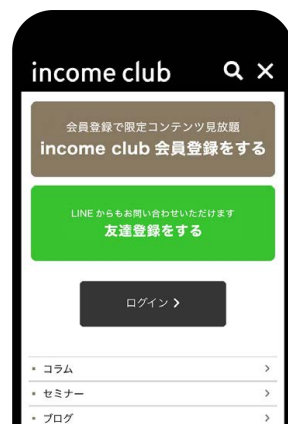 income club
会員登録で限定コンテンツ見放題
income club 会員登録をする
LINE からもお問い合わせいただけます
友達登録をする
ログイン
コラム
セミナー
ブログ